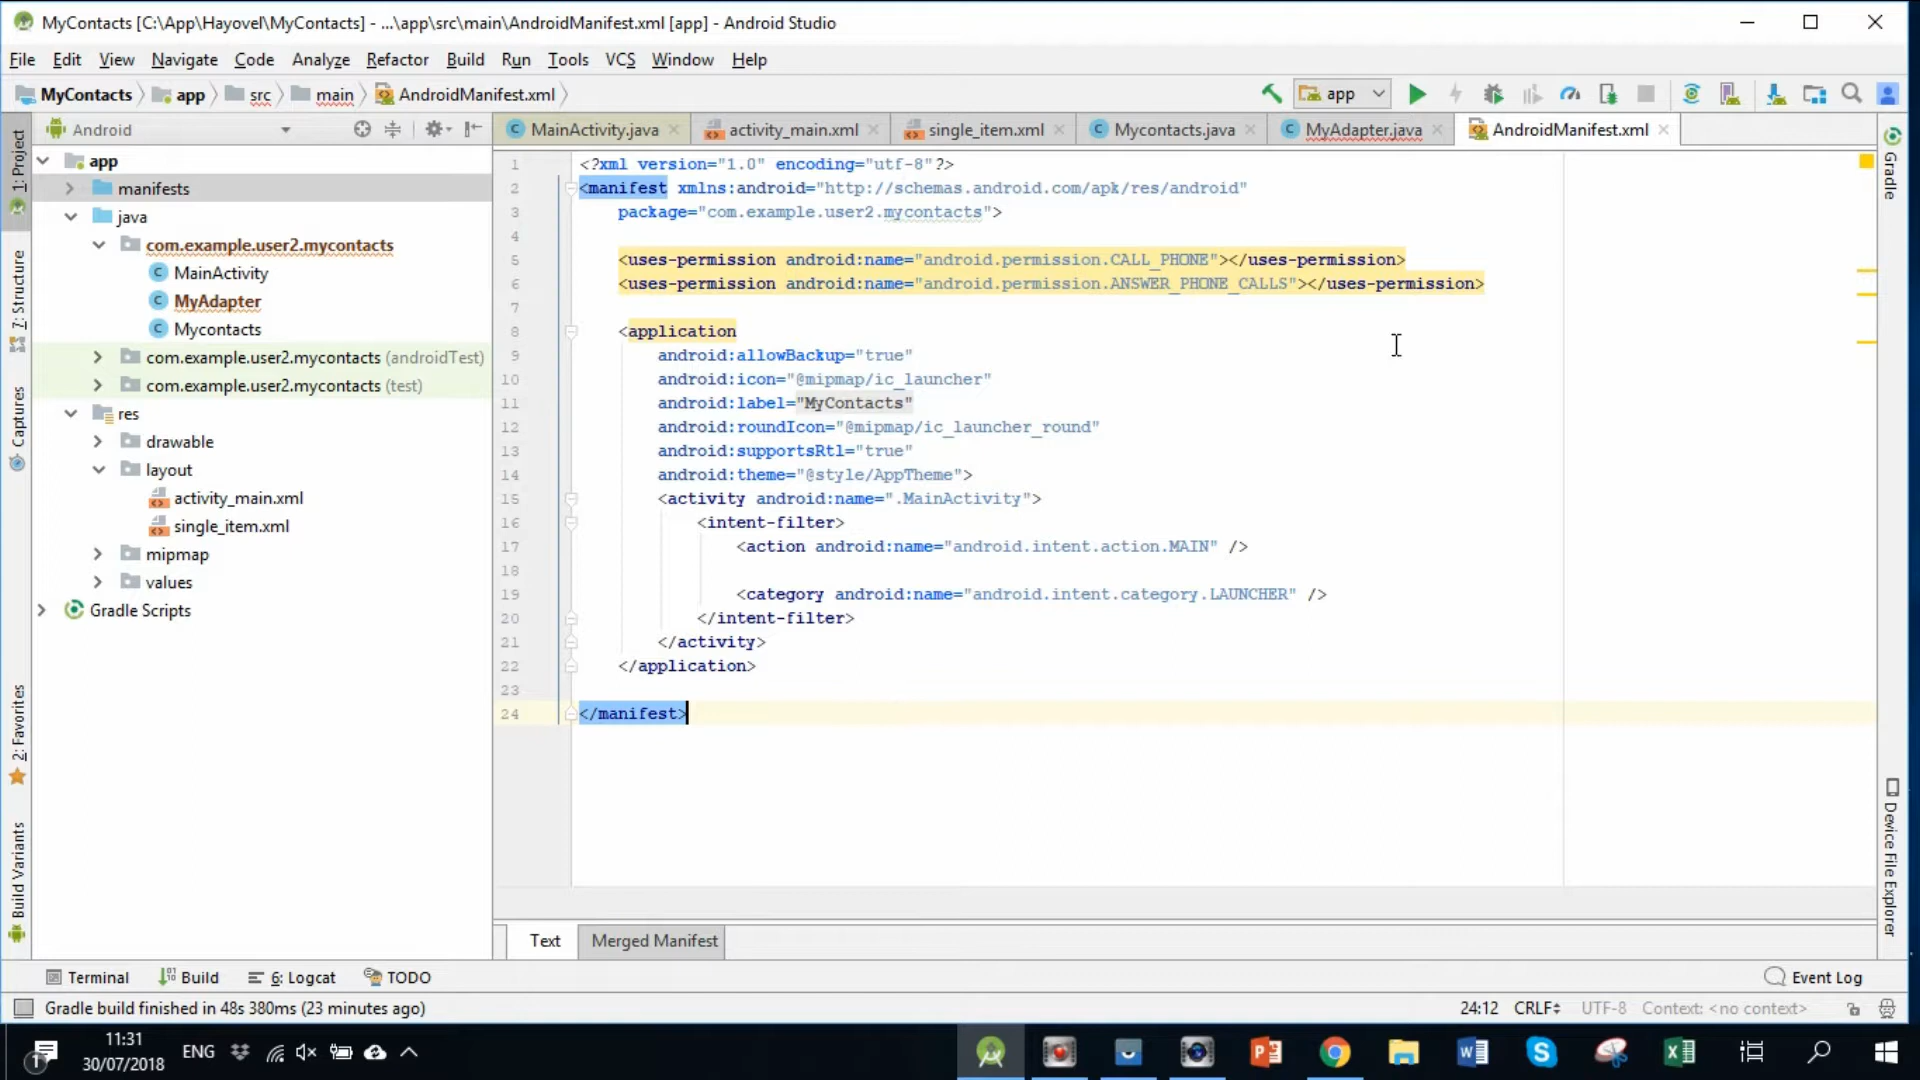 MyContacts [C:\App\Hayovel\MyContacts] - ...\app\src\main\AndroidManifest.xml [app] - Android Studio
File Edit View Navigate Code Analyze Refactor Build Run Tools VCS Window Help
MyContacts app src main AndroidManifest.xml app
Android
MainActivity.java activity_main.xml single_item.xml Mycontacts.java MyAdapter.java AndroidManifest.xml
1: Project
7: Structure
Captures
2: Favorites
Build Variants
app
manifests
java
com.example.user2.mycontacts
MainActivity
MyAdapter
Mycontacts
com.example.user2.mycontacts (androidTest)
com.example.user2.mycontacts (test)
res
drawable
layout
activity_main.xml
single_item.xml
mipmap
values
Gradle Scripts
1 <?xml version="1.0" encoding="utf-8"?>
2 <manifest xmlns:android="http://schemas.android.com/apk/res/android"
3 package="com.example.user2.mycontacts">
4
5 <uses-permission android:name="android.permission.CALL_PHONE"></uses-permission>
6 <uses-permission android:name="android.permission.ANSWER_PHONE_CALLS"></uses-permission>
7
8 <application
9 android:allowBackup="true"
10 android:icon="@mipmap/ic_launcher"
11 android:label="MyContacts"
12 android:roundIcon="@mipmap/ic_launcher_round"
13 android:supportsRtl="true"
14 android:theme="@style/AppTheme">
15 <activity android:name=".MainActivity">
16 <intent-filter>
17 <action android:name="android.intent.action.MAIN" />
18
19 <category android:name="android.intent.category.LAUNCHER" />
20 </intent-filter>
21 </activity>
22 </application>
23
24 </manifest>
Gradle
Device File Explorer
Text Merged Manifest
Terminal Build 6: Logcat TODO Event Log
Gradle build finished in 48s 380ms (23 minutes ago) 24:12 CRLF UTF-8 Context: <no context>
1 11:31 ENG
30/07/2018